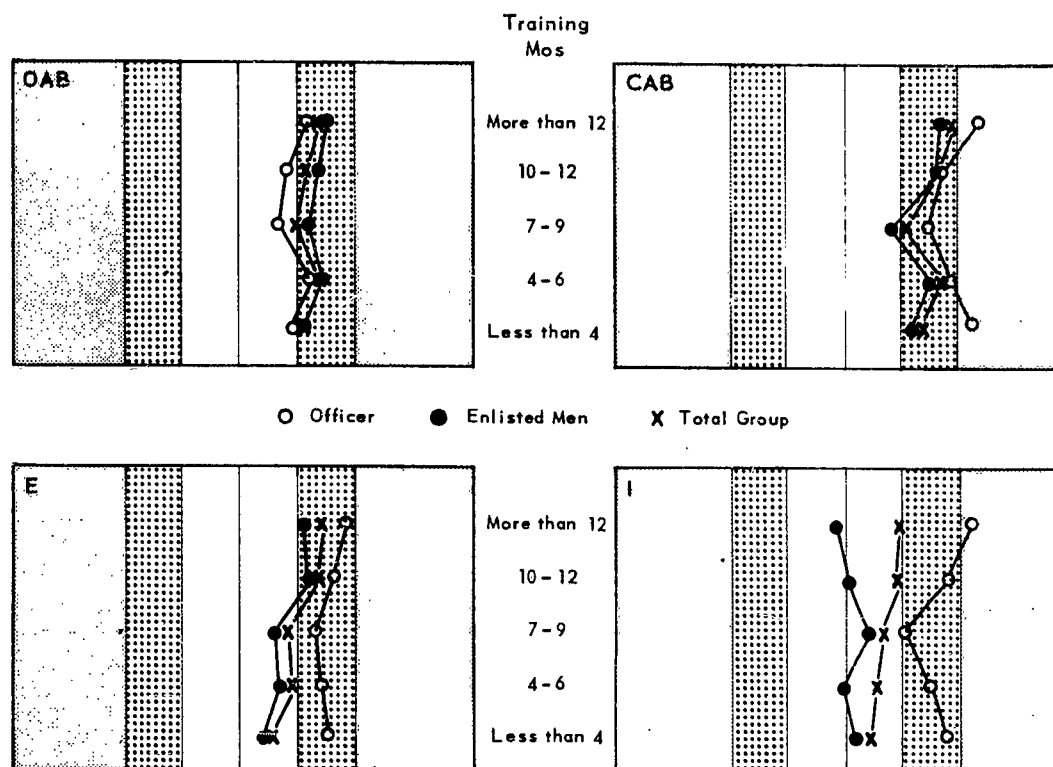 Training
Mos
OAB
CAB
More than 12
10-12
7-9
4-6
Less than 4
O Officer ● Enlisted Men X Total Group
E
I
More than 12
10-12
7-9
4-6
Less than 4